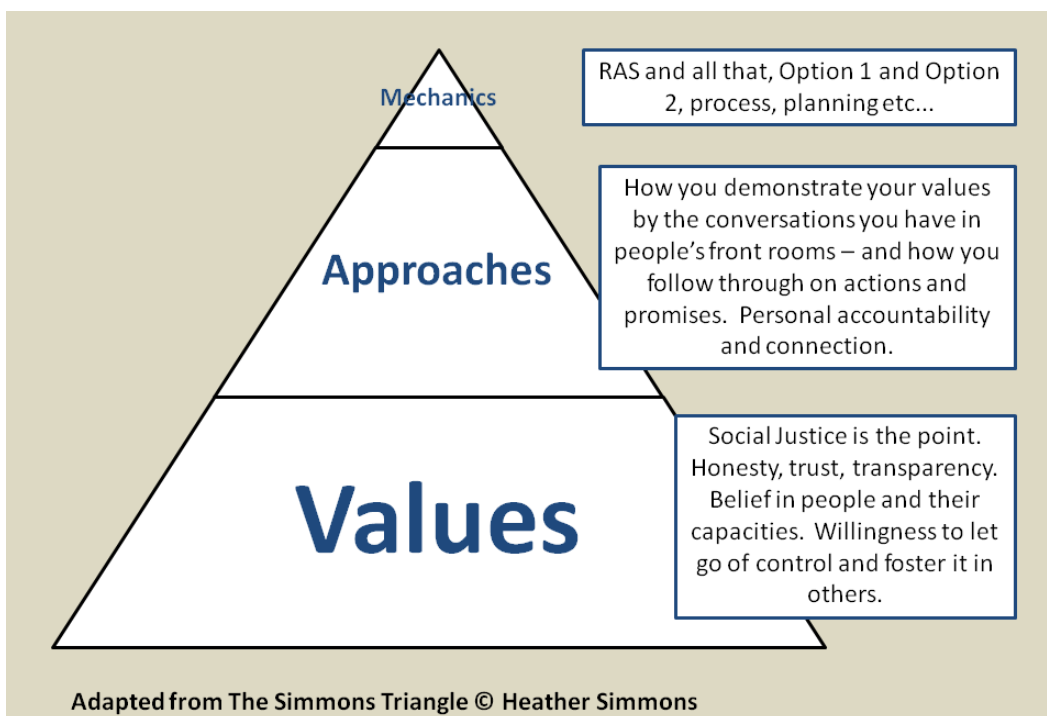 Mechanics
RAS and all that, Option 1 and Option
2, process, planning etc...
Approaches
How you demonstrate your values
by the conversations you have in
people’s front rooms – and how you
follow through on actions and
promises.  Personal accountability
and connection.
Values
Social Justice is the point.
Honesty, trust, transparency.
Belief in people and their
capacities.  Willingness to let
go of control and foster it in
others.
Adapted from The Simmons Triangle © Heather Simmons